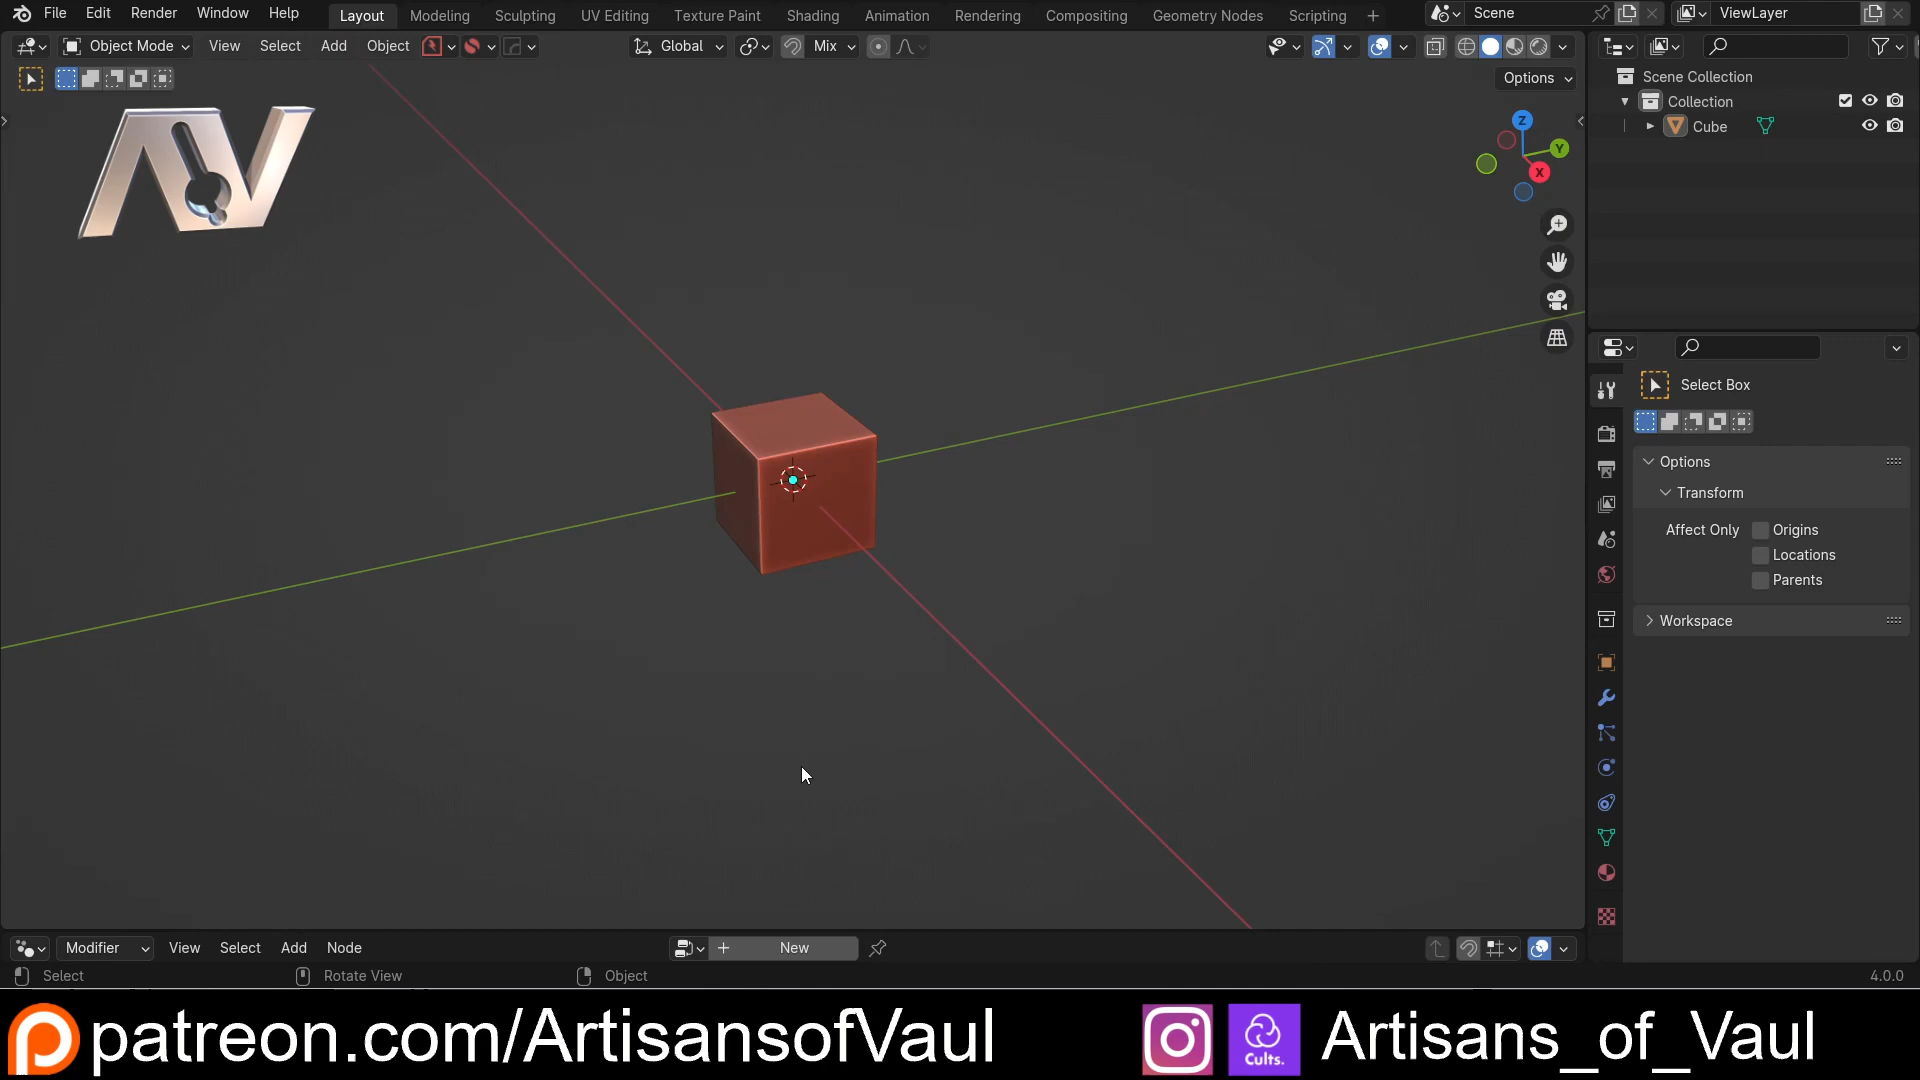 File Edit Render Window Help Layout Modeling Sculpting UV Editing Texture Paint Shading Animation Rendering Compositing Geometry Nodes Scripting + Scene ViewLayer
Object Mode View Select Add Object Global Mix
Options
AV
Z
Y
X
Scene Collection
Collection
Cube
Select Box
Options
Transform
Affect Only Origins
Locations
Parents
Workspace
Modifier View Select Add Node + New
Select Rotate View Object 4.0.0
patreon.com/ArtisansofVaul Cults. Artisans_of_Vaul